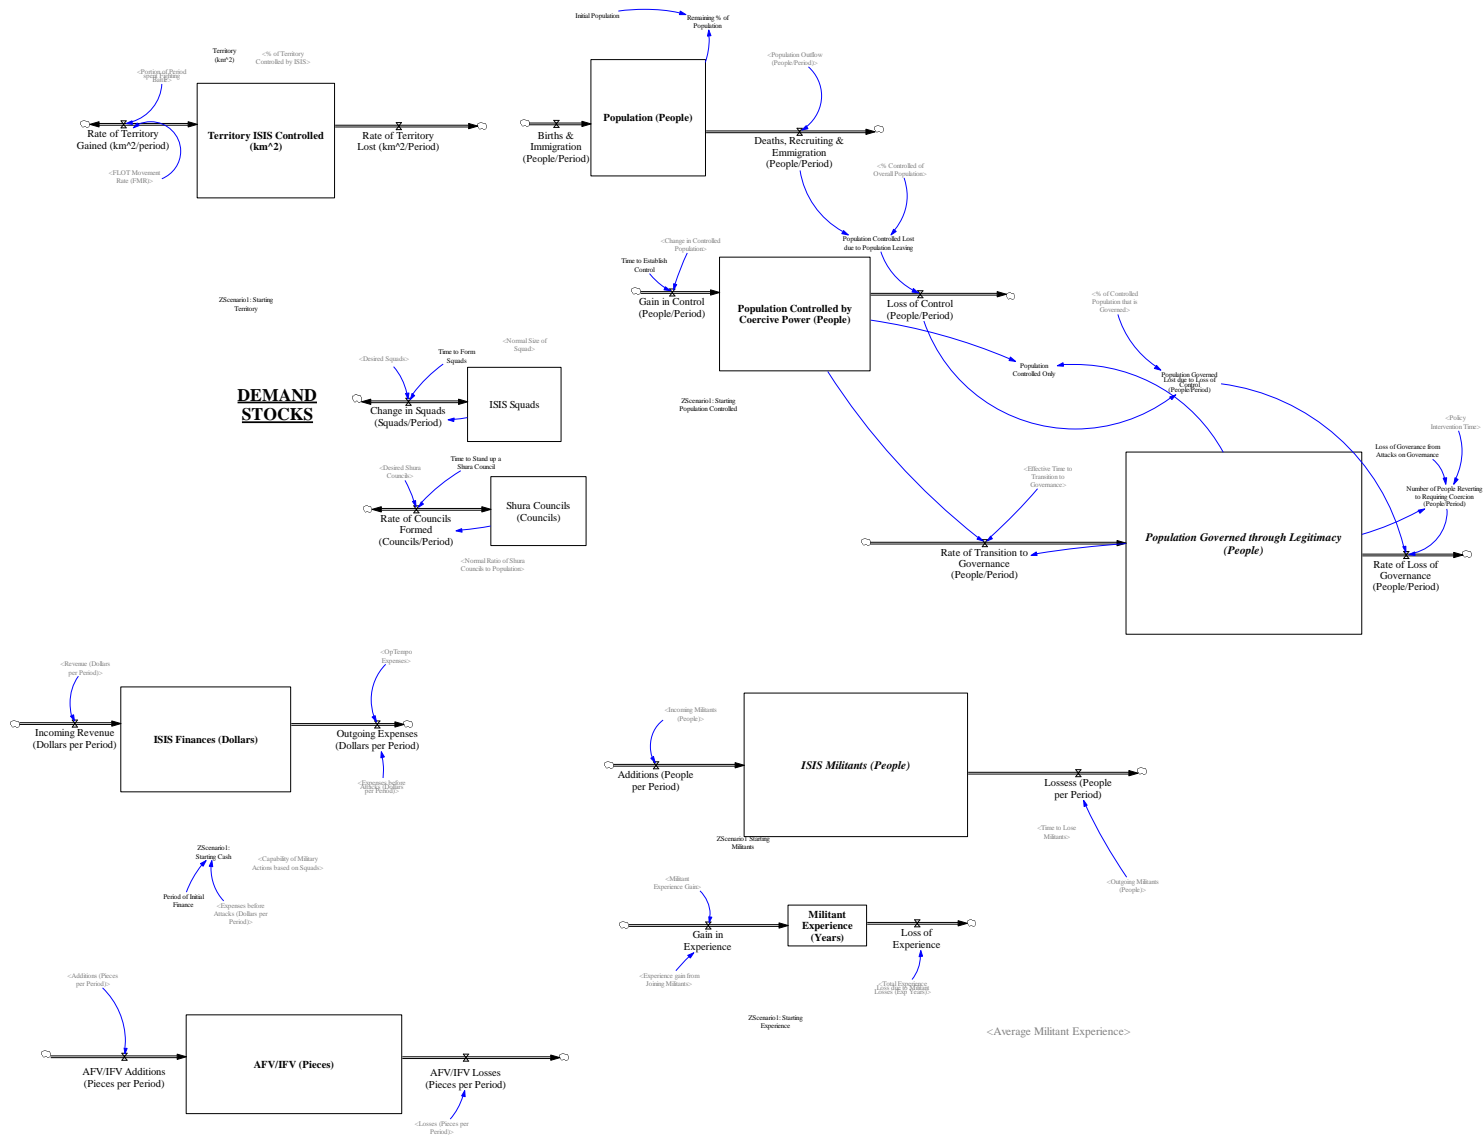 Initial Population
Remaining % of
Population
Territory
(km^2)
<% of Territory
Controlled by ISIS>
<Portion of Period
spent Fighting
Battle>
Rate of Territory
Gained (km^2/period)
<FLOT Movement
Rate (FMR)>
Territory ISIS Controlled
(km^2)
Rate of Territory
Lost (km^2/Period)
Births &
Immigration
(People/Period)
Population (People)
<Population Outflow
(People/Period)>
Deaths, Recruiting &
Emmigration
(People/Period)
<% Controlled of
Overall Population>
Population Controlled Lost
due to Population Leaving
<Change in Controlled
Population>
Time to Establish
Control
Gain in Control
(People/Period)
Population Controlled by
Coercive Power (People)
Loss of Control
(People/Period)
<% of Controlled
Population that is
Governed>
ZScenario1: Starting
Territory
Population
Controlled Only
Population Governed
Lost due to Loss of
Control
(People/Period)
ZScenario1: Starting
Population Controlled
DEMAND
STOCKS
<Desired Squads>
Time to Form
Squads
<Normal Size of
Squad>
Change in Squads
(Squads/Period)
ISIS Squads
<Desired Shura
Councils>
Time to Stand up a
Shura Council
Rate of Councils
Formed
(Councils/Period)
Shura Councils
(Councils)
<Normal Ratio of Shura
Councils to Population>
<Policy
Intervention Time>
Loss of Goverance from
Attacks on Governance
Number of People Reverting
to Requiring Coercion
(People/Period)
<Effective Time to
Transition to
Governance>
Rate of Transition to
Governance
(People/Period)
Population Governed through Legitimacy
(People)
Rate of Loss of
Governance
(People/Period)
<Revenue (Dollars
per Period)>
Incoming Revenue
(Dollars per Period)
ISIS Finances (Dollars)
<OpTempo
Expenses>
Outgoing Expenses
(Dollars per Period)
<Expenses before
Attacks (Dollars
per Period)>
<Incoming Militants
(People)>
Additions (People
per Period)
ISIS Militants (People)
Lossess (People
per Period)
ZScenario1 Starting
Militants
<Time to Lose
Militants>
<Outgoing Militants
(People)>
ZScenario1:
Starting Cash
<Capability of Military
Actions based on Squads>
Period of Initial
Finance
<Expenses before
Attacks (Dollars per
Period)>
<Militant
Experience Gain>
Gain in
Experience
Militant
Experience
(Years)
Loss of
Experience
<Experience gain from
Joining Militants>
<Total Experience
Loss due to Militant
Losses (Exp Years)>
ZScenario1: Starting
Experience
<Average Militant Experience>
<Additions (Pieces
per Period)>
AFV/IFV Additions
(Pieces per Period)
AFV/IFV (Pieces)
AFV/IFV Losses
(Pieces per Period)
<Losses (Pieces per
Period)>